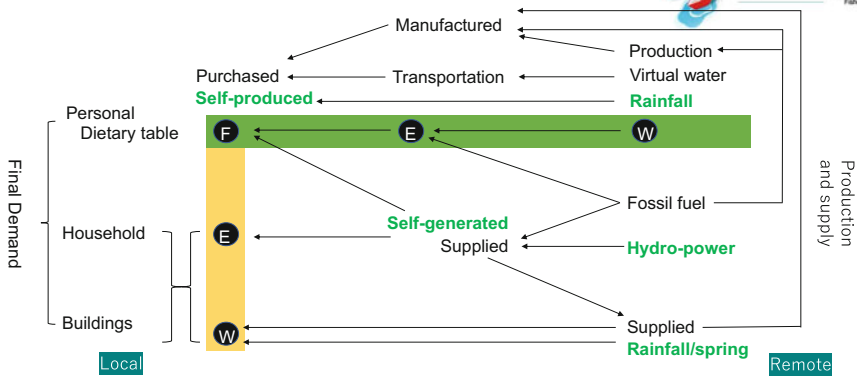 Fish
Manufactured
Production
Purchased
Transportation
Virtual water
Self-produced
Rainfall
Personal
Dietary table
F
E
W
Final Demand
Production
and supply
Fossil fuel
Self-generated
Household
E
Supplied
Hydro-power
Buildings
W
Supplied
Rainfall/spring
Local
Remote